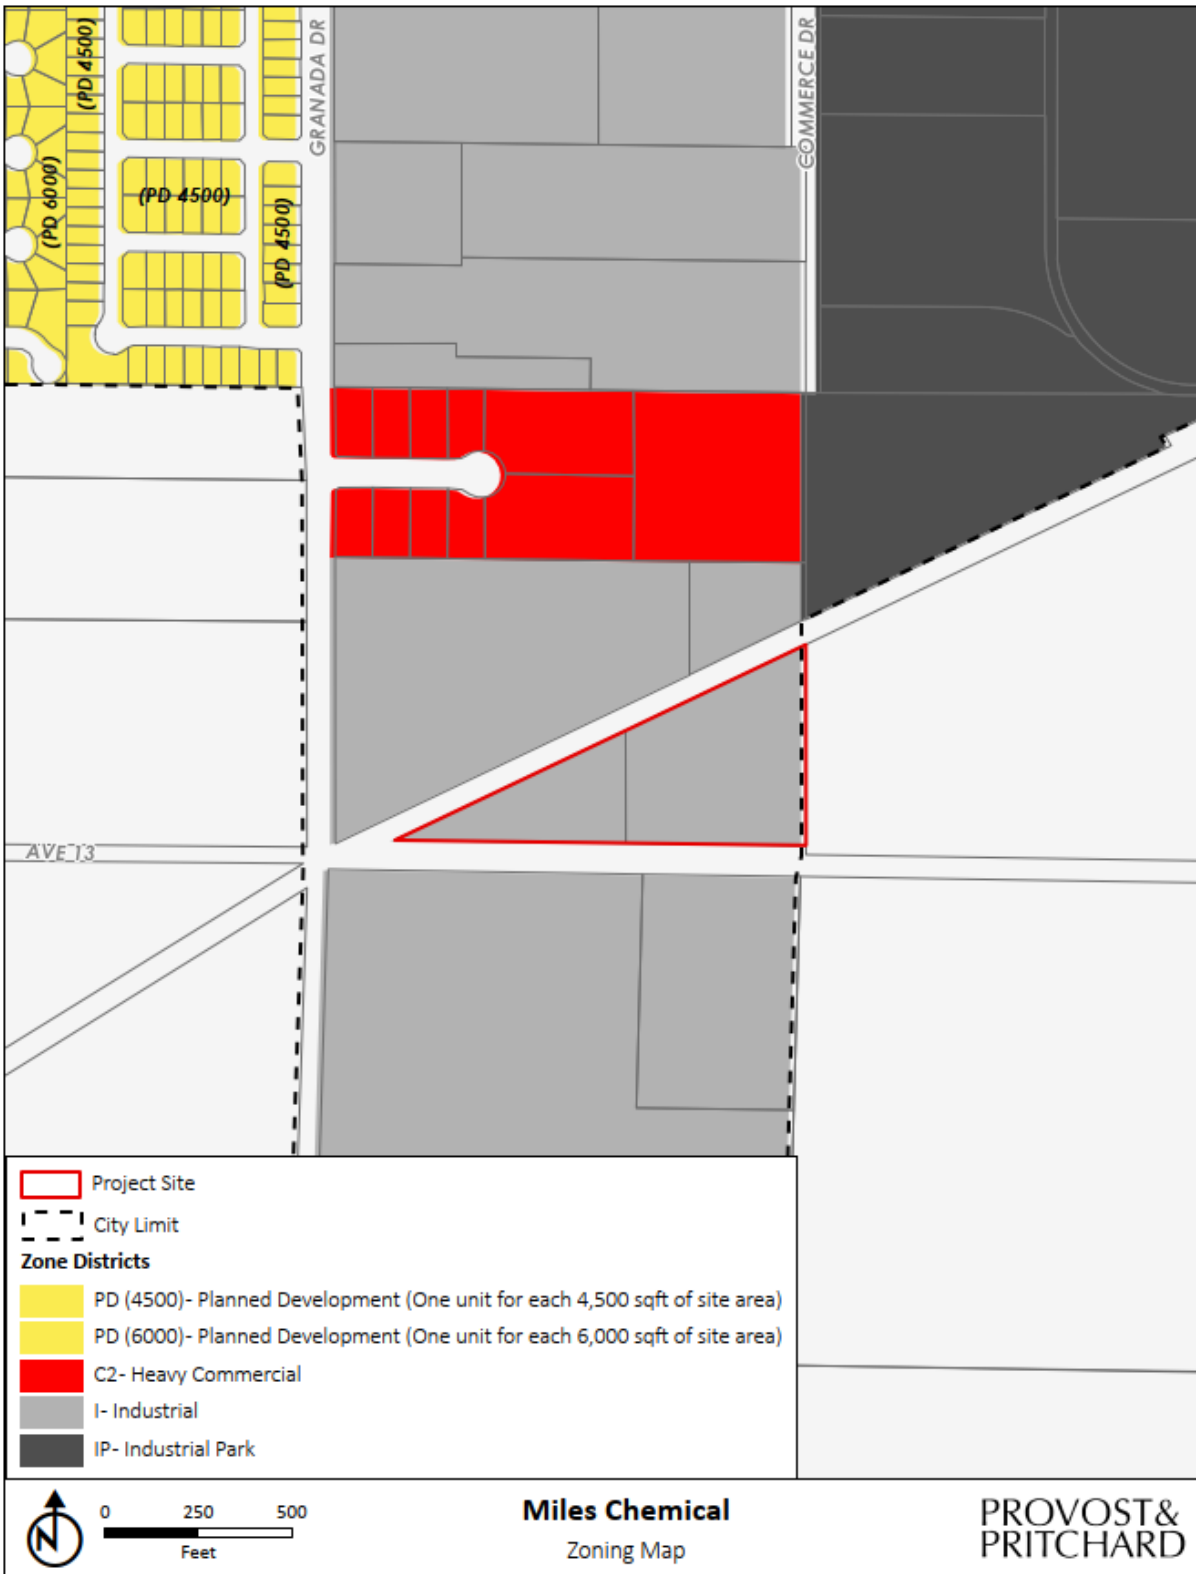 (PD 4500)
GRANADA DR
COMMERCE DR
(PD 6000)
(PD 4500)
(PD 4500)
AVE 13
Project Site
City Limit
Zone Districts
PD (4500)- Planned Development (One unit for each 4,500 sqft of site area)
PD (6000)- Planned Development (One unit for each 6,000 sqft of site area)
C2- Heavy Commercial
I- Industrial
IP- Industrial Park
N
0 250 500
Feet
Miles Chemical
Zoning Map
PROVOST&
PRITCHARD